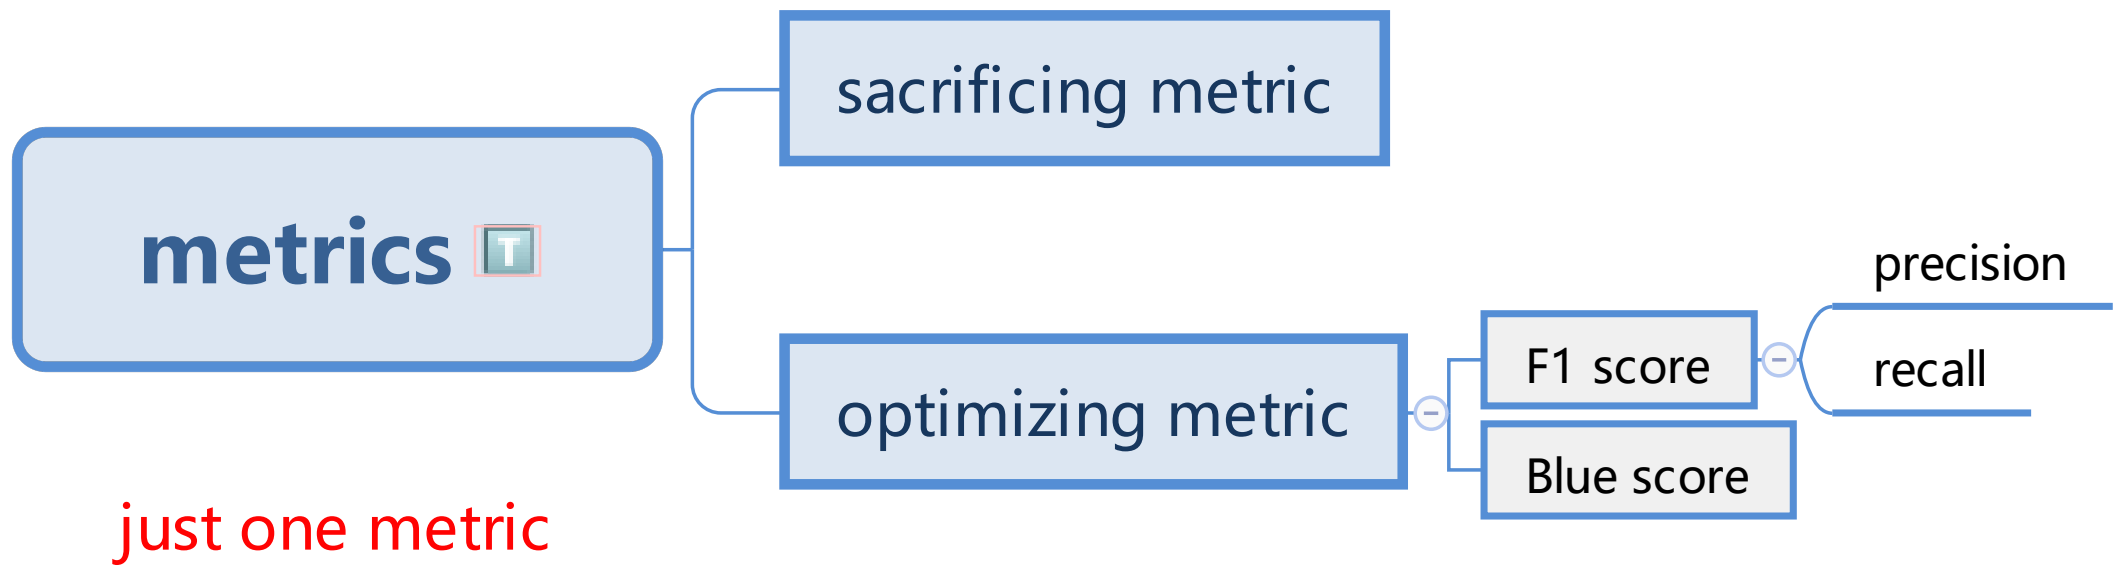 metrics T
sacrificing metric
optimizing metric
F1 score
precision
recall
Blue score
just one metric